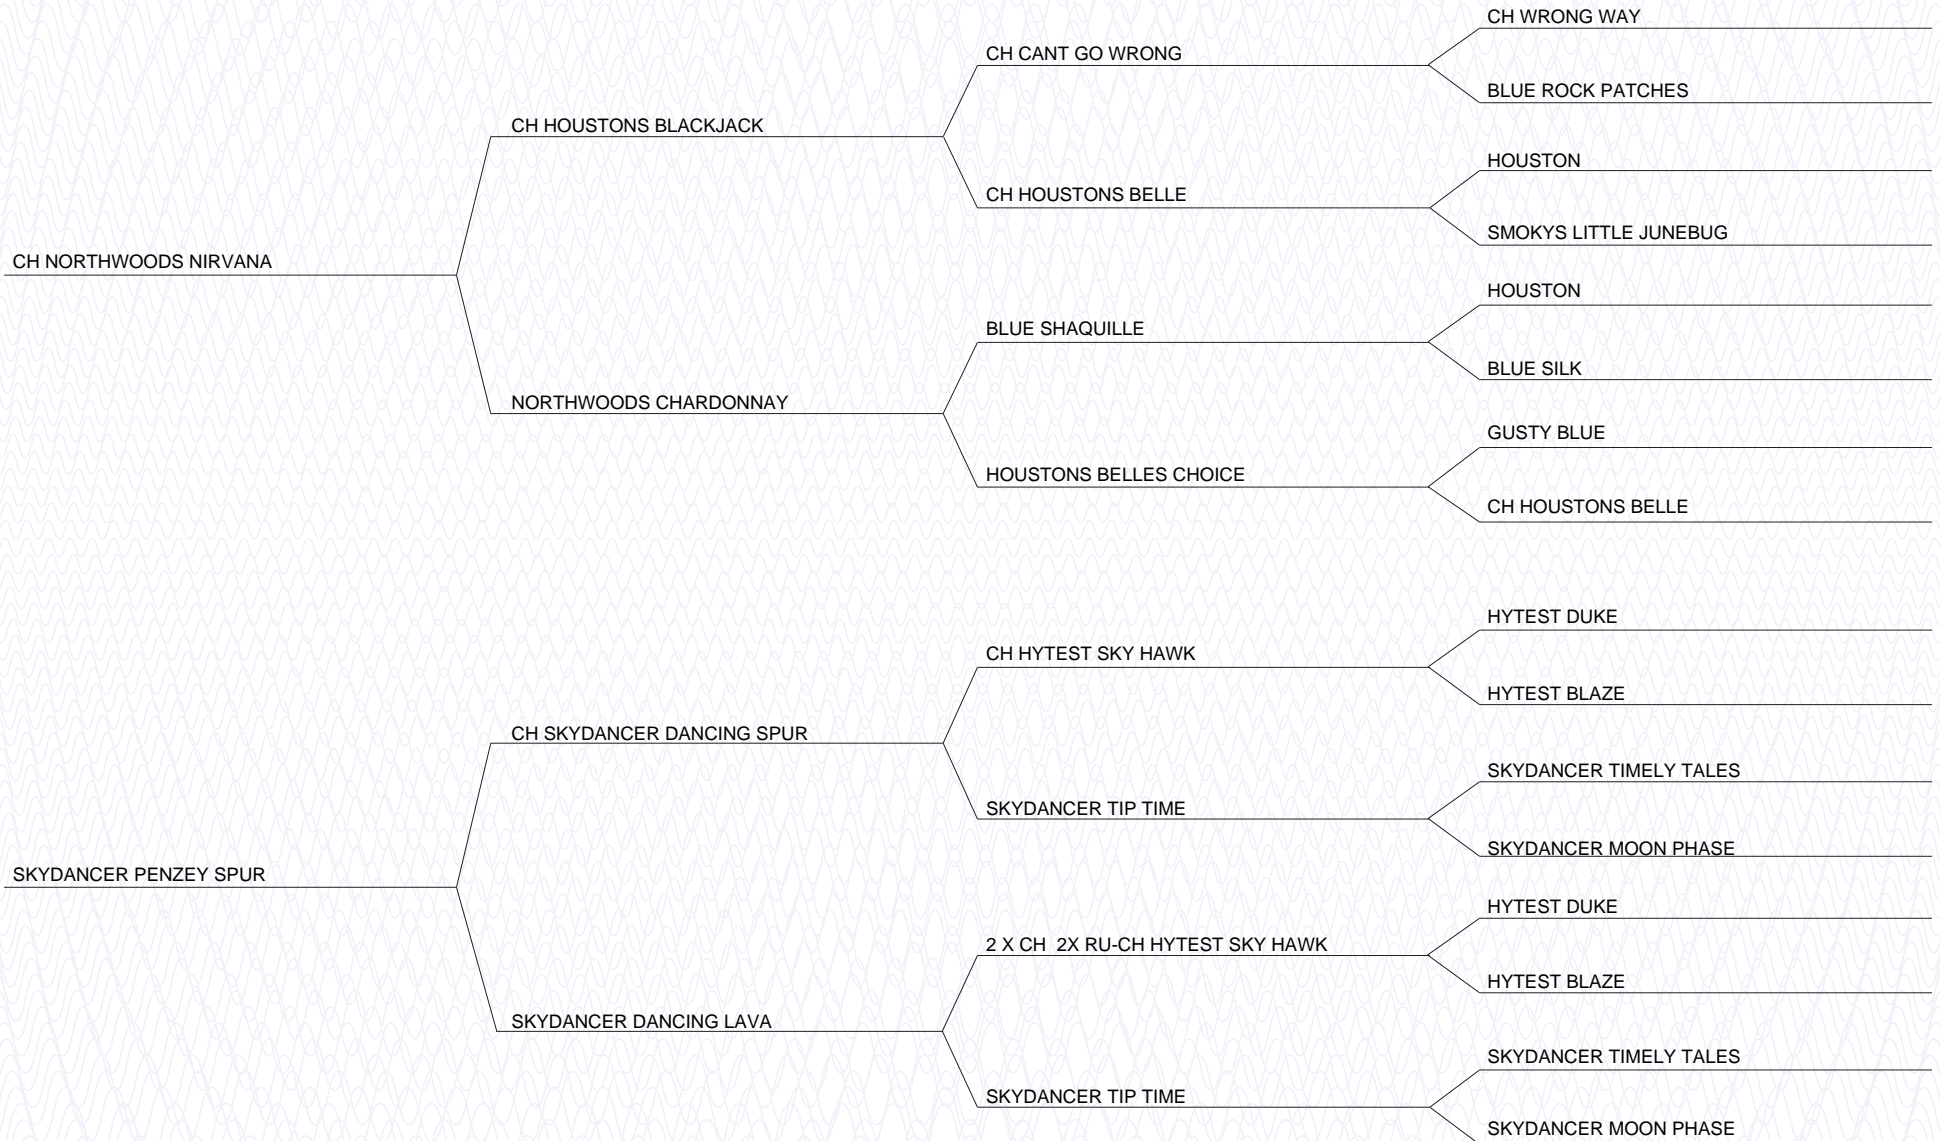 CH WRONG WAY
CH CANT GO WRONG
BLUE ROCK PATCHES
CH HOUSTONS BLACKJACK
HOUSTON
CH HOUSTONS BELLE
SMOKYS LITTLE JUNEBUG
CH NORTHWOODS NIRVANA
HOUSTON
BLUE SHAQUILLE
BLUE SILK
NORTHWOODS CHARDONNAY
GUSTY BLUE
HOUSTONS BELLES CHOICE
CH HOUSTONS BELLE
HYTEST DUKE
CH HYTEST SKY HAWK
HYTEST BLAZE
CH SKYDANCER DANCING SPUR
SKYDANCER TIMELY TALES
SKYDANCER TIP TIME
SKYDANCER MOON PHASE
SKYDANCER PENZEY SPUR
HYTEST DUKE
2 X CH  2X RU-CH HYTEST SKY HAWK
HYTEST BLAZE
SKYDANCER DANCING LAVA
SKYDANCER TIMELY TALES
SKYDANCER TIP TIME
SKYDANCER MOON PHASE